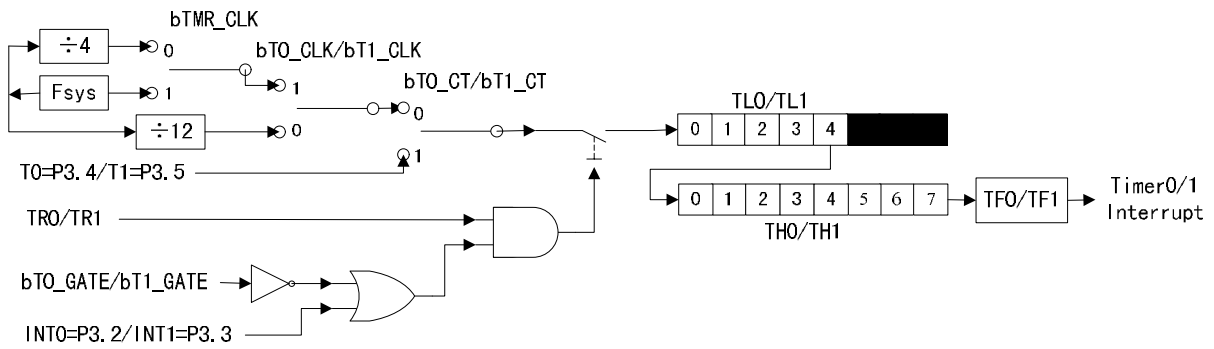 bTMR_CLK
÷4
0
bT0_CLK/bT1_CLK
Fsys
1
1
bT0_CT/bT1_CT
÷12
0
0
TL0/TL1
0 1 2 3 4
T0=P3.4/T1=P3.5
1
0 1 2 3 4 5 6 7
TF0/TF1
Timer0/1
Interrupt
TH0/TH1
TR0/TR1
bT0_GATE/bT1_GATE
INT0=P3.2/INT1=P3.3